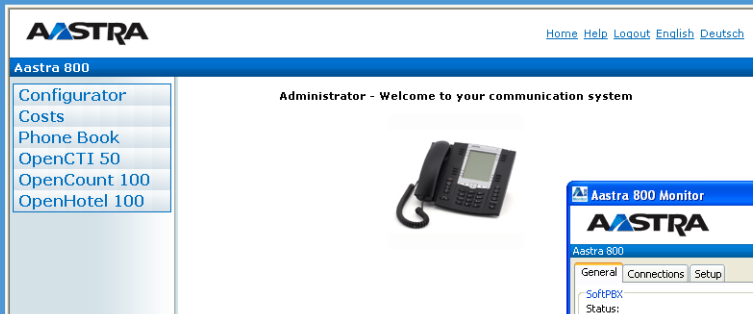 AASTRA
Home Help Logout English Deutsch
Aastra 800
Configurator
Costs
Phone Book
OpenCTI 50
OpenCount 100
OpenHotel 100
Administrator - Welcome to your communication system
Aastra 800 Monitor
AASTRA
Aastra 800
General Connections Setup
SoftPBX
Status: